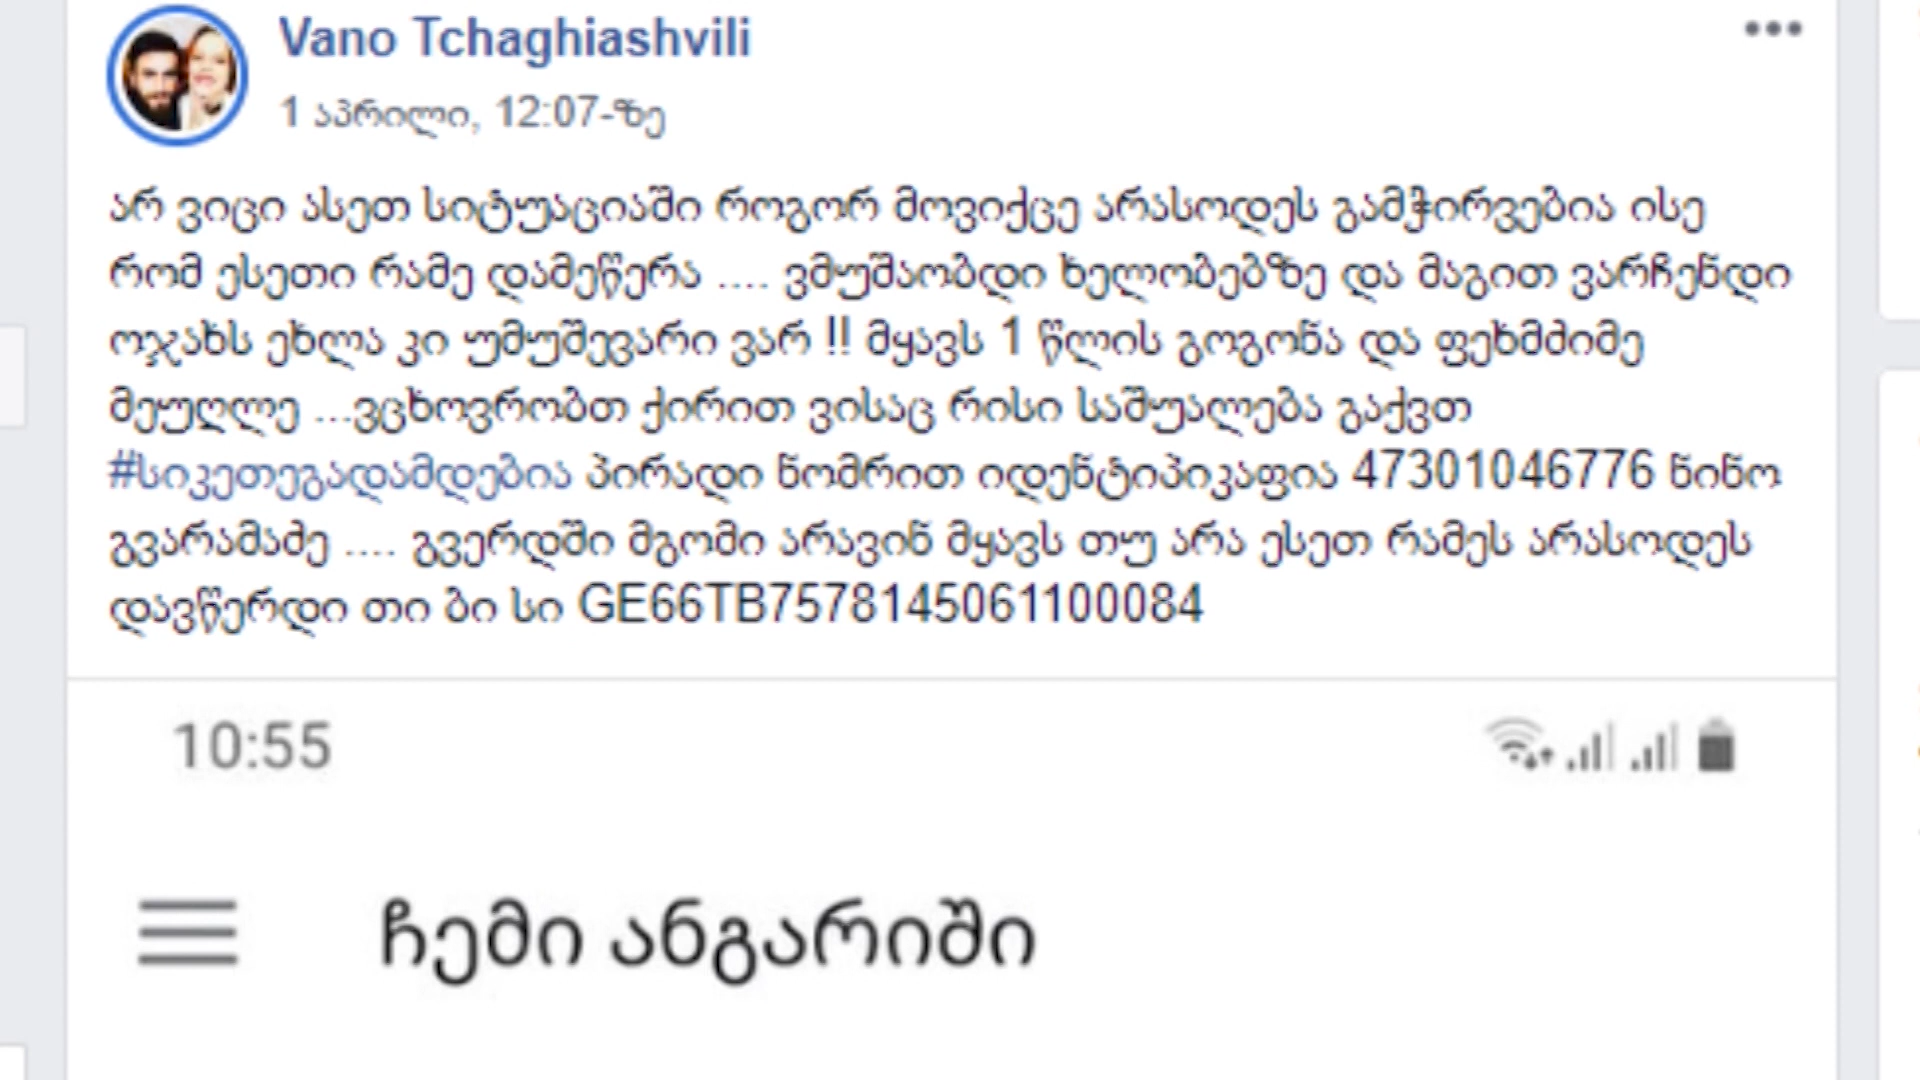 Vano Tchaghiashvili
1 აპრილი, 12:07-ზე
არ ვიცი ასეთ სიტუაციაში როგორ მოვიქცე არასოდეს გამჭირვებია ისე
რომ ესეთი რამე დამეწერა .... ვმუშაობდი ხელობებზე და მაგით ვარჩენდი
ოჯახს ეხლა კი უმუშევარი ვარ !! მყავს 1 წლის გოგონა და ფეხმძიმე
მეუღლე ...ვცხოვრობთ ქირით ვისაც რისი საშუალება გაქვთ
#სიკეთეგადამდებია პირადი ნომრით იდენტიპიკაფია 47301046776 ნინო
გვარამაძე .... გვერდში მგომი არავინ მყავს თუ არა ესეთ რამეს არასოდეს
დავწერდი თი ბი სი GE66TB7578145061100084
10:55
ჩემი ანგარიში